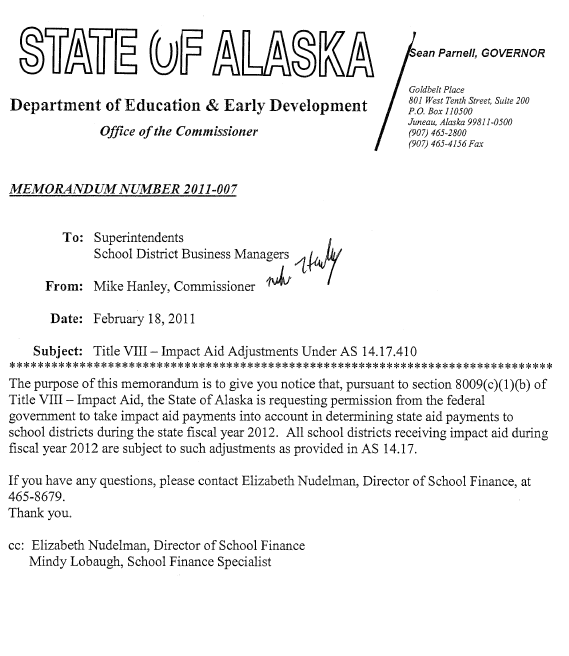 STATE OF ALASKA
Sean Parnell, GOVERNOR
Department of Education & Early Development
Office of the Commissioner
Goldbelt Place
801 West Tenth Street, Suite 200
P.O. Box 110500
Juneau, Alaska 99811-0500
(907) 465-2800
(907) 465-4156 Fax
MEMORANDUM NUMBER 2011-007
To: Superintendents
School District Business Managers
From: Mike Hanley, Commissioner
Mike Hanley
Date: February 18, 2011
Subject: Title VIII – Impact Aid Adjustments Under AS 14.17.410
******************************************************************************
The purpose of this memorandum is to give you notice that, pursuant to section 8009(c)(1)(b) of
Title VIII – Impact Aid, the State of Alaska is requesting permission from the federal
government to take impact aid payments into account in determining state aid payments to
school districts during the state fiscal year 2012. All school districts receiving impact aid during
fiscal year 2012 are subject to such adjustments as provided in AS 14.17.
If you have any questions, please contact Elizabeth Nudelman, Director of School Finance, at
465-8679.
Thank you.
cc: Elizabeth Nudelman, Director of School Finance
Mindy Lobaugh, School Finance Specialist